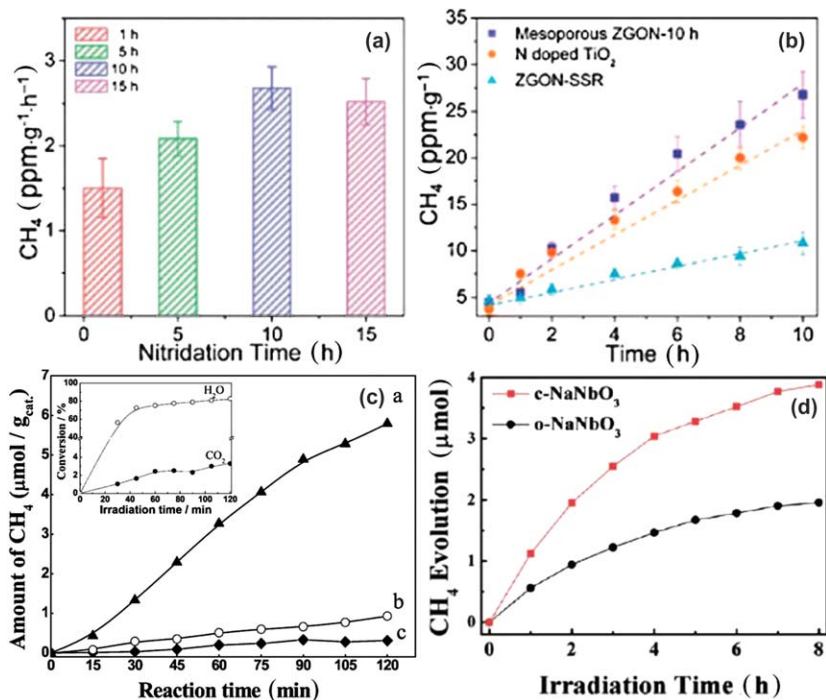 (a)
1 h
5 h
10 h
15 h
CH₄ (ppm·g⁻¹·h⁻¹)
3
2
1
0
0 5 10 15
Nitridation Time (h)
(b)
Mesoporous ZGON-10 h
N doped TiO₂
ZGON-SSR
CH₄ (ppm·g⁻¹)
35
30
25
20
15
10
5
0 2 4 6 8 10
Time (h)
(c)
a
b
c
Amount of CH₄ (μmol / g cat.)
7
6
5
4
3
2
1
0
0 15 30 45 60 75 90 105 120
Reaction time (min)
H₂O
CO₂
Conversion / %
100
80
60
40
4
2
0
0 20 40 60 80 100 120
Irradiation time / min
(d)
c-NaNbO₃
o-NaNbO₃
CH₄ Evolution (μmol)
4
3
2
1
0
0 2 4 6 8
Irradiation Time (h)